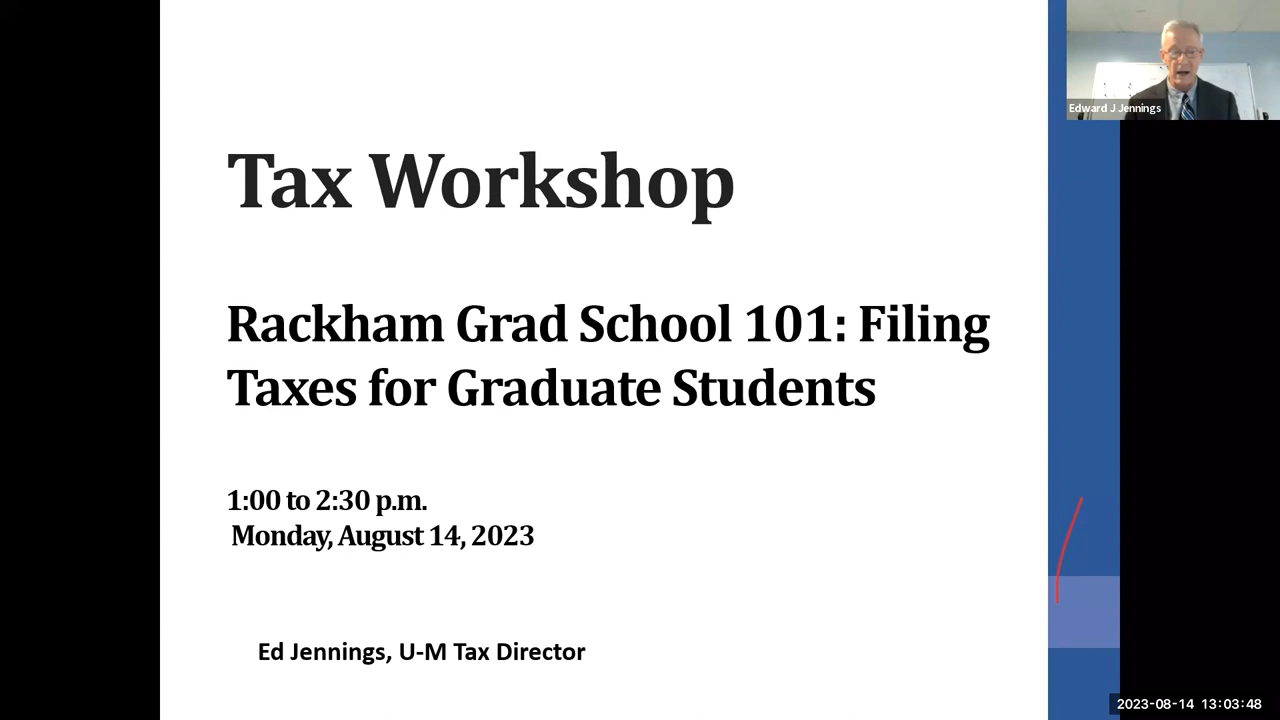 Tax Workshop
Edward J Jennings
Rackham Grad School 101: Filing
Taxes for Graduate Students
1:00 to 2:30 p.m.
Monday, August 14, 2023
Ed Jennings, U-M Tax Director
2023-08-14 13:03:48